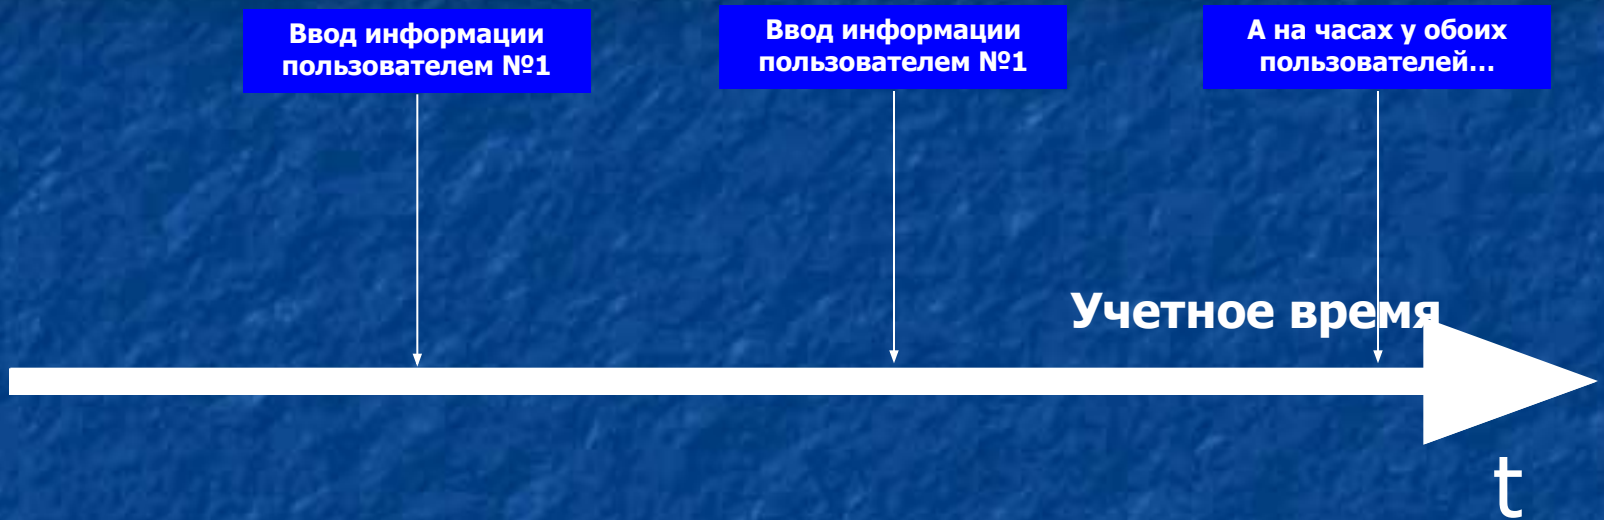 Ввод информации
пользователем №1
Ввод информации
пользователем №1
А на часах у обоих
пользователей...
Учетное время
t